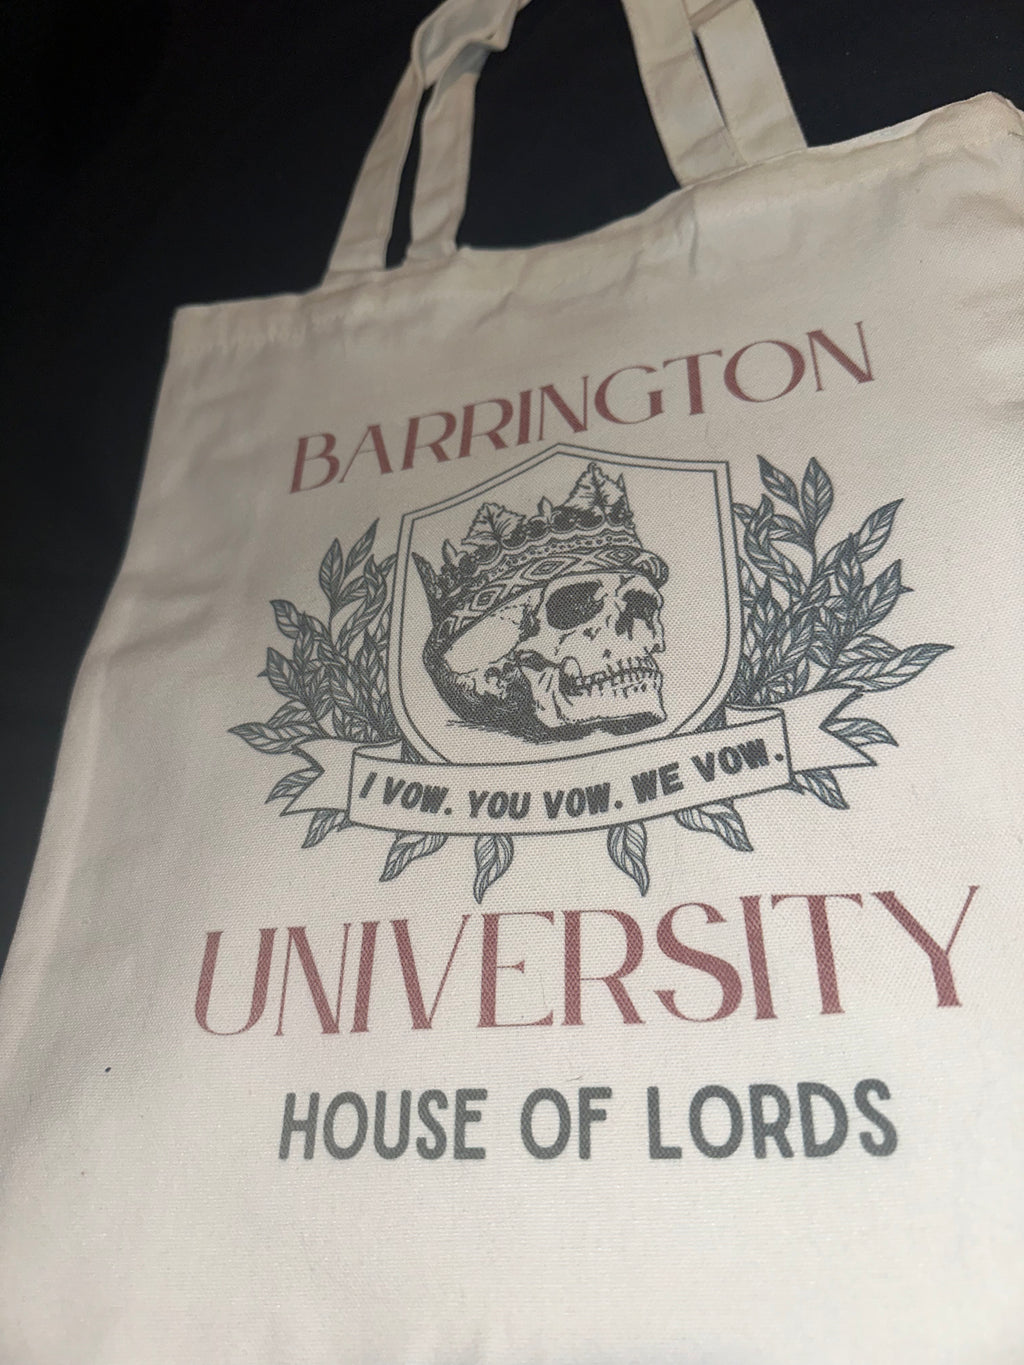 BARRINGTON
I VOW. YOU VOW. WE VOW.
UNIVERSITY
HOUSE OF LORDS